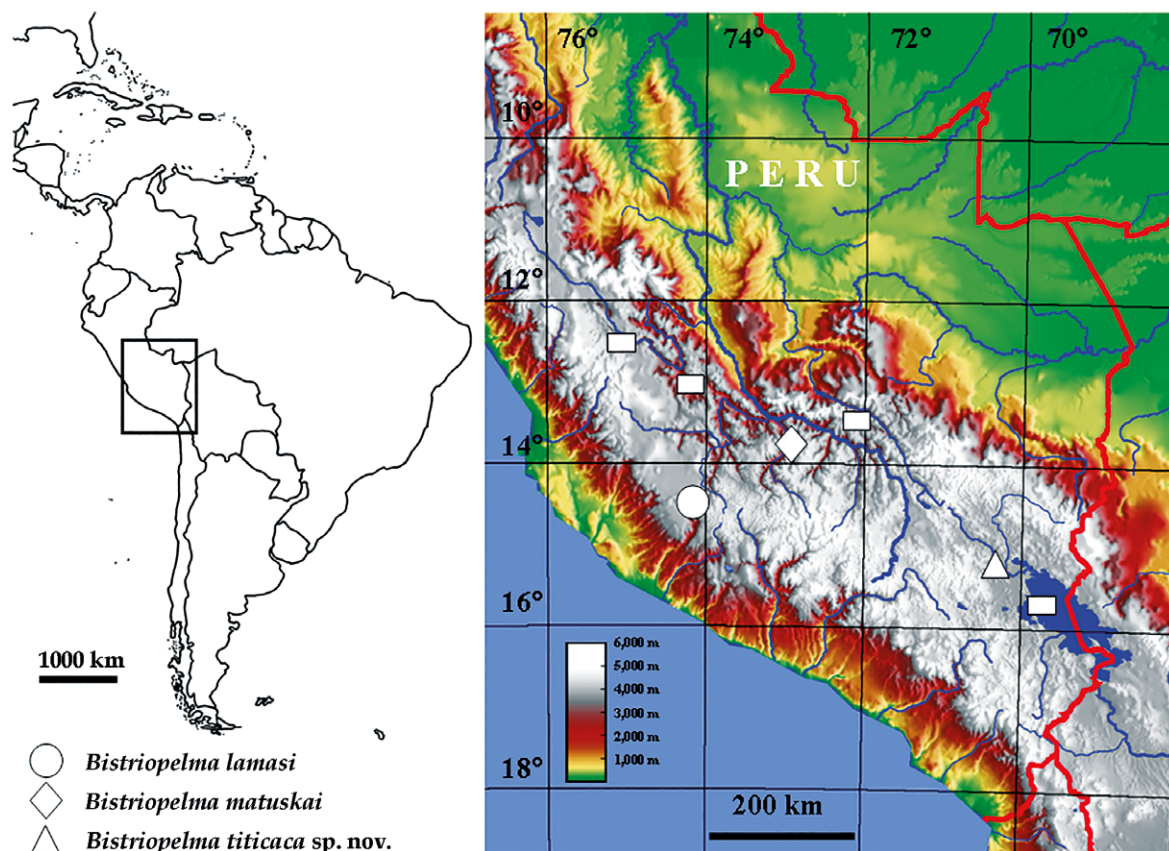 1000 km
Bistriopelma lamasi
Bistriopelma matuskai
Bistriopelma titicaca sp. nov.
76° 74° 72° 70°
10°
PERU
12°
14°
16°
6,000 m
5,000 m
4,000 m
3,000 m
2,000 m
1,000 m
18°
200 km